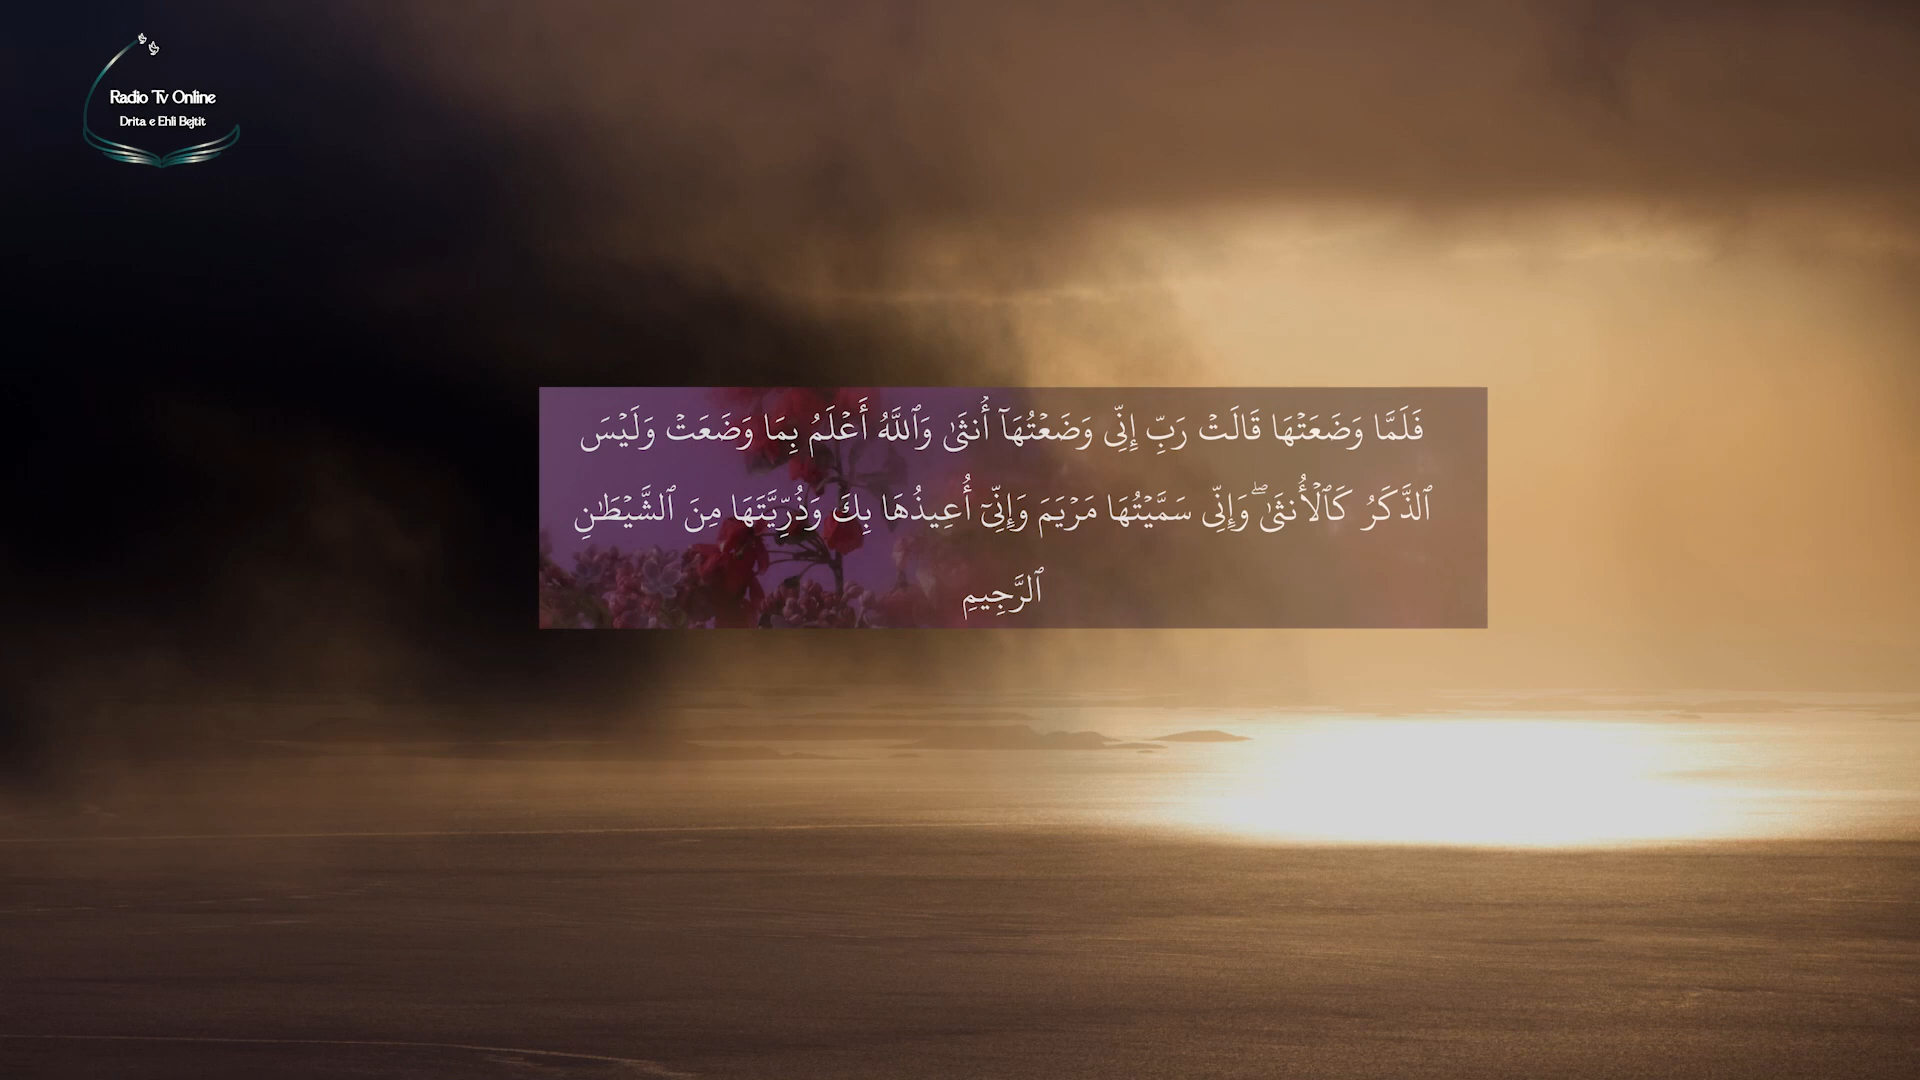 Radio Tv Online
Drita e Ehli Bejtit
فَلَمَّا وَضَعَتْهَا قَالَتْ رَبِّ إِنِّى وَضَعْتُهَآ أُنثَىٰ وَٱللَّهُ أَعْلَمُ بِمَا وَضَعَتْ وَلَيْسَ
ٱلذَّكَرُ كَٱلْأُنثَىٰ ۖ وَإِنِّى سَمَّيْتُهَا مَرْيَمَ وَإِنِّىٓ أُعِيذُهَا بِكَ وَذُرِّيَّتَهَا مِنَ ٱلشَّيْطَـٰنِ
ٱلرَّجِيمِ